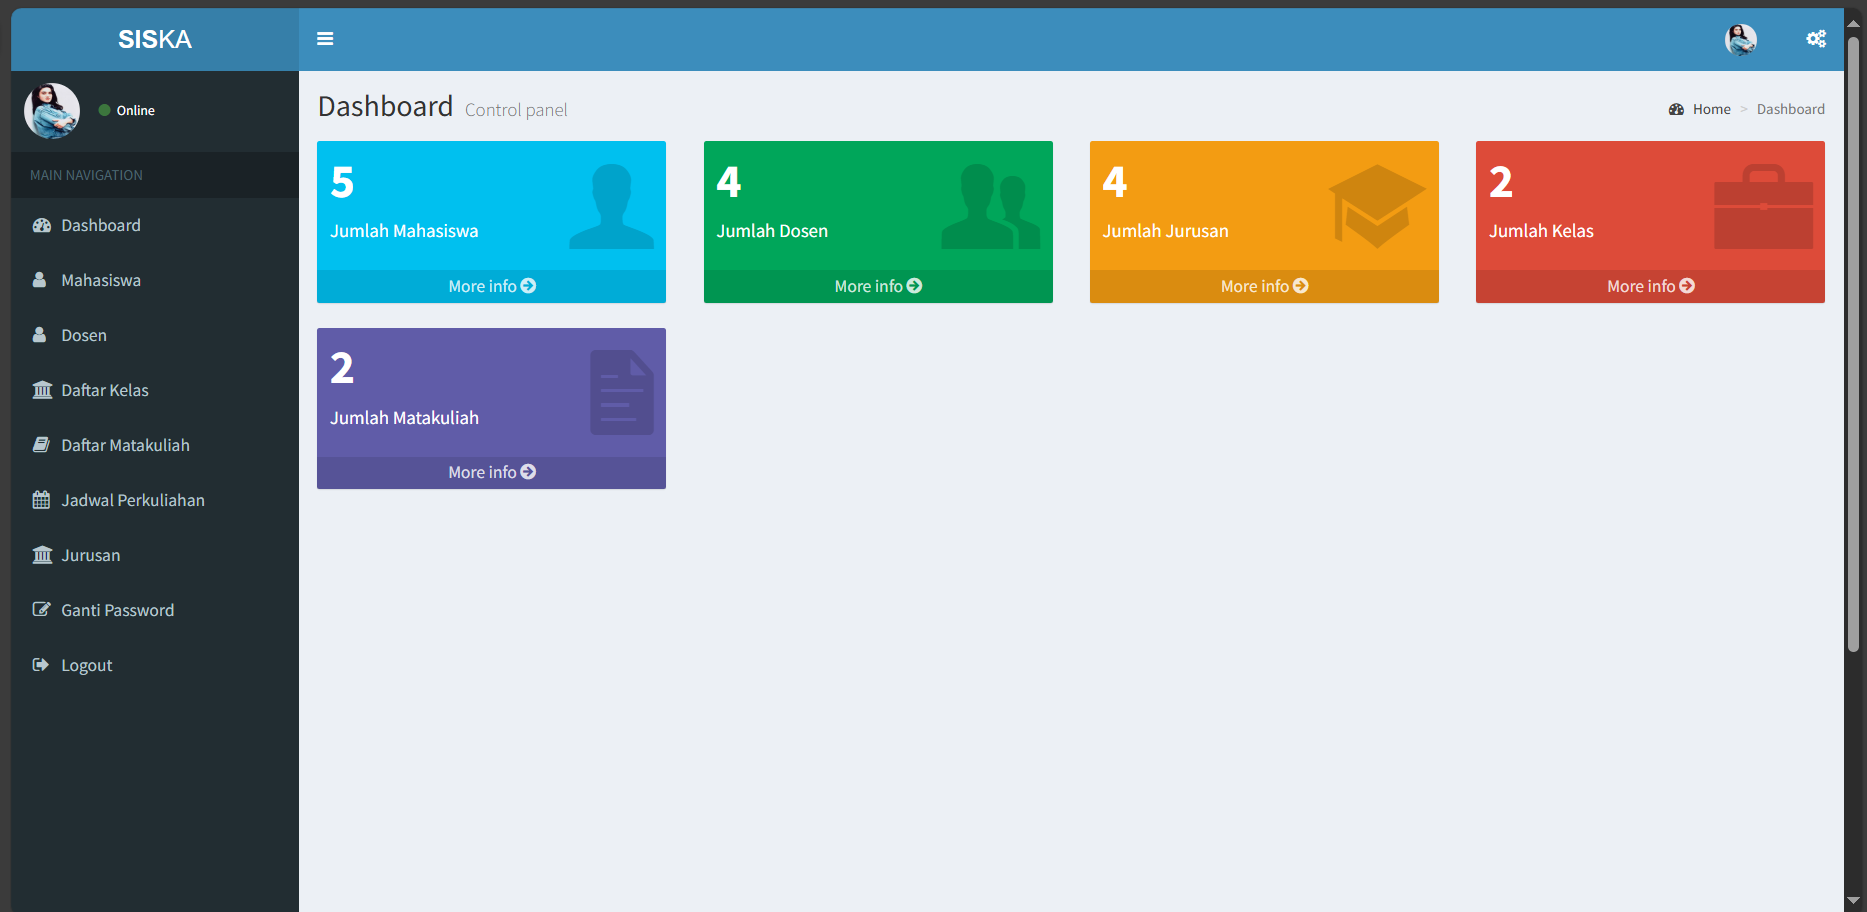 SISKA
Online
MAIN NAVIGATION
Dashboard
Mahasiswa
Dosen
Daftar Kelas
Daftar Matakuliah
Jadwal Perkuliahan
Jurusan
Ganti Password
Logout
Dashboard Control panel
Home > Dashboard
5
Jumlah Mahasiswa
More info
4
Jumlah Dosen
More info
4
Jumlah Jurusan
More info
2
Jumlah Kelas
More info
2
Jumlah Matakuliah
More info